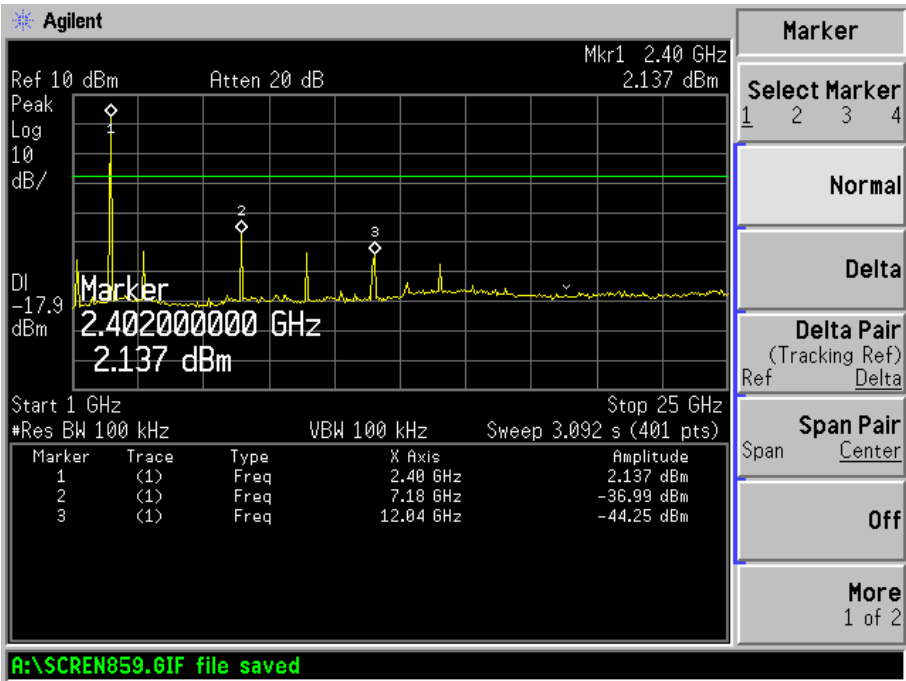 Agilent
Mkr1 2.40 GHz
Ref 10 dBm Atten 20 dB 2.137 dBm
Peak
Log
10
dB/
1
2
3
DI
-17.9
dBm
Marker
2.402000000 GHz
2.137 dBm
Start 1 GHz Stop 25 GHz
#Res BW 100 kHz VBW 100 kHz Sweep 3.092 s (401 pts)
Marker Trace Type X Axis Amplitude
1 (1) Freq 2.40 GHz 2.137 dBm
2 (1) Freq 7.18 GHz -36.99 dBm
3 (1) Freq 12.04 GHz -44.25 dBm
A:\SCREN859.GIF file saved
Marker
Select Marker
1 2 3 4
Normal
Delta
Delta Pair
(Tracking Ref)
Ref Delta
Span Pair
Span Center
Off
More
1 of 2